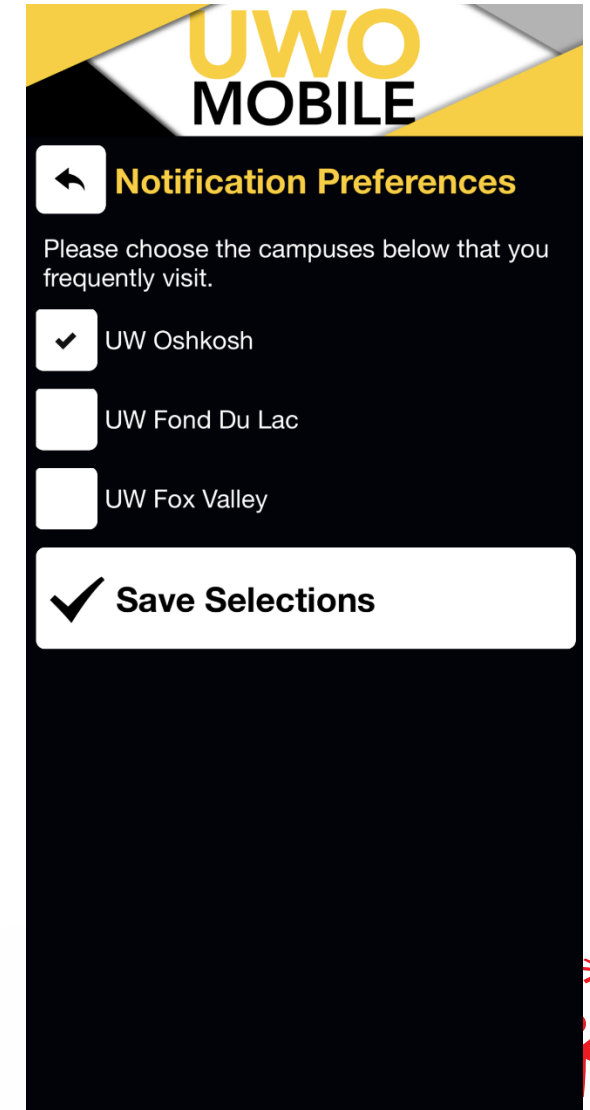 UWO
MOBILE
Notification Preferences
Please choose the campuses below that you
frequently visit.
UW Oshkosh
UW Fond Du Lac
UW Fox Valley
Save Selections